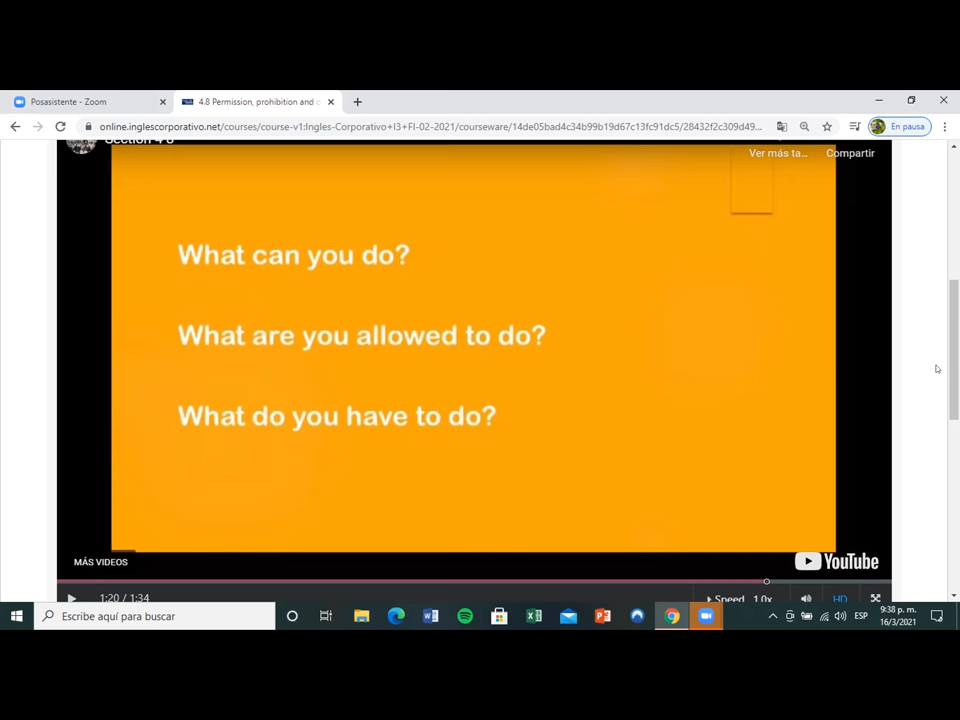 Posasistente - Zoom
4.8 Permission, prohibition and o
online.inglescorporativo.net/courses/course-v1:Ingles-Corporativo+I3+FI-02-2021/courseware/14de05bad4c34b99b19d67c13fc91dc5/28432f2c309d49...
En pausa
Section 4 8
Ver más ta...
Compartir
What can you do?
What are you allowed to do?
What do you have to do?
MÁS VIDEOS
YouTube
1:20 / 1:34
Speed 1.0x
HD
Escribe aquí para buscar
ESP
9:38 p. m.
16/3/2021